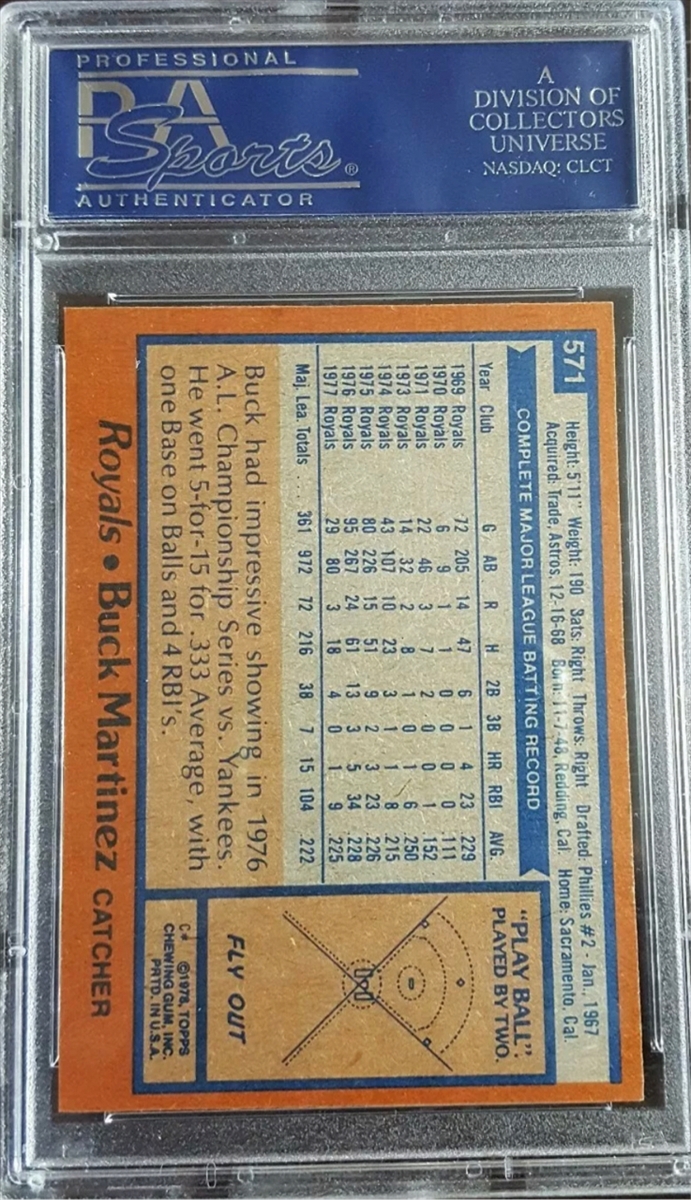 PROFESSIONAL
PSA
Sports®
AUTHENTICATOR
A
DIVISION OF
COLLECTORS
UNIVERSE
NASDAQ: CLCT
571
Height: 5'11" Weight: 190 Bats: Right Throws: Right Drafted: Phillies #2 - Jan., 1967
Acquired: Trade, Astros, 12-16-68 Born: 11-7-48, Redding, Cal. Home: Sacramento, Cal.
COMPLETE MAJOR LEAGUE BATTING RECORD
Year Club G AB R H 2B 3B HR RBI AVG.
1969 Royals 72 205 14 47 6 1 4 23 .229
1970 Royals 6 9 1 1 0 0 0 0 .111
1971 Royals 22 46 3 7 2 0 0 1 .152
1973 Royals 14 32 2 8 1 0 1 6 .250
1974 Royals 43 107 10 23 3 1 1 8 .215
1975 Royals 80 226 15 51 9 2 3 23 .226
1976 Royals 95 267 24 61 13 3 5 34 .228
1977 Royals 29 80 3 18 4 0 1 9 .225
Maj. Lea. Totals .... 361 972 72 216 38 7 15 104 .222
Buck had impressive showing in 1976
A.L. Championship Series vs. Yankees.
He went 5-for-15 for .333 Average, with
one Base on Balls and 4 RBI's.
"PLAY BALL".
PLAYED BY TWO.
FLY OUT
C* ©1978, TOPPS
CHEWING GUM, INC.
PRTD. IN U.S.A.
Royals • Buck Martinez CATCHER